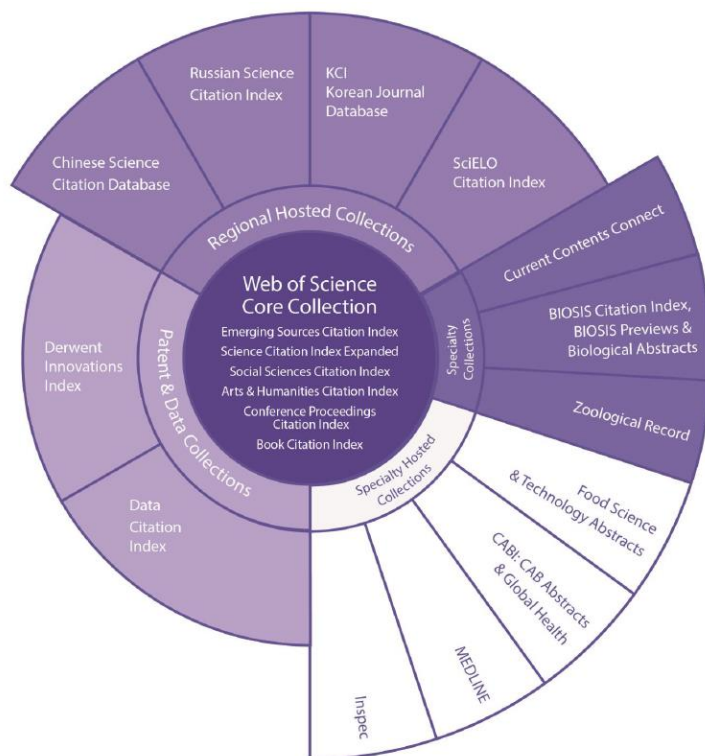 Russian Science
Citation Index
KCI
Korean Journal
Database
Chinese Science
Citation Database
SciELO
Citation Index
Regional Hosted Collections
Current Contents Connect
BIOSIS Citation Index,
BIOSIS Previews &
Biological Abstracts
Zoological Record
Specialty
Collections
Web of Science
Core Collection
Emerging Sources Citation Index
Science Citation Index Expanded
Social Sciences Citation Index
Arts & Humanities Citation Index
Conference Proceedings
Citation Index
Book Citation Index
Derwent
Innovations
Index
Data
Citation
Index
Patent & Data Collections
Specialty Hosted
Collections
Food Science
& Technology Abstracts
CABI: CAB Abstracts
& Global Health
MEDLINE
Inspec